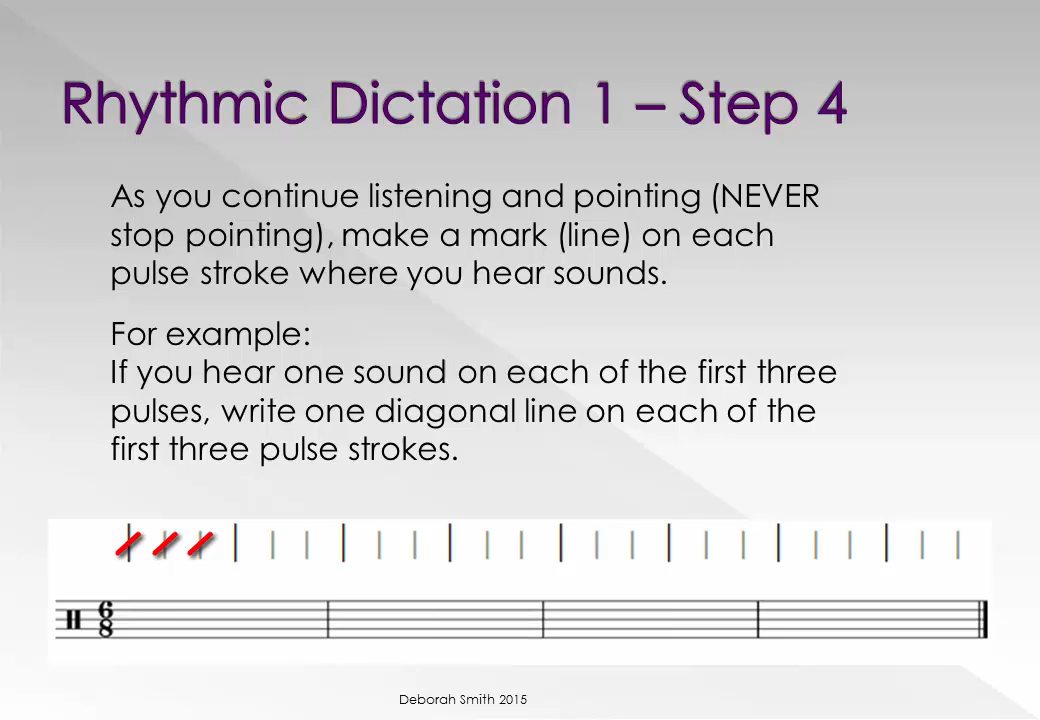 Rhythmic Dictation 1 – Step 4
As you continue listening and pointing (NEVER
stop pointing), make a mark (line) on each
pulse stroke where you hear sounds.
For example:
If you hear one sound on each of the first three
pulses, write one diagonal line on each of the
first three pulse strokes.
6
8
Deborah Smith 2015